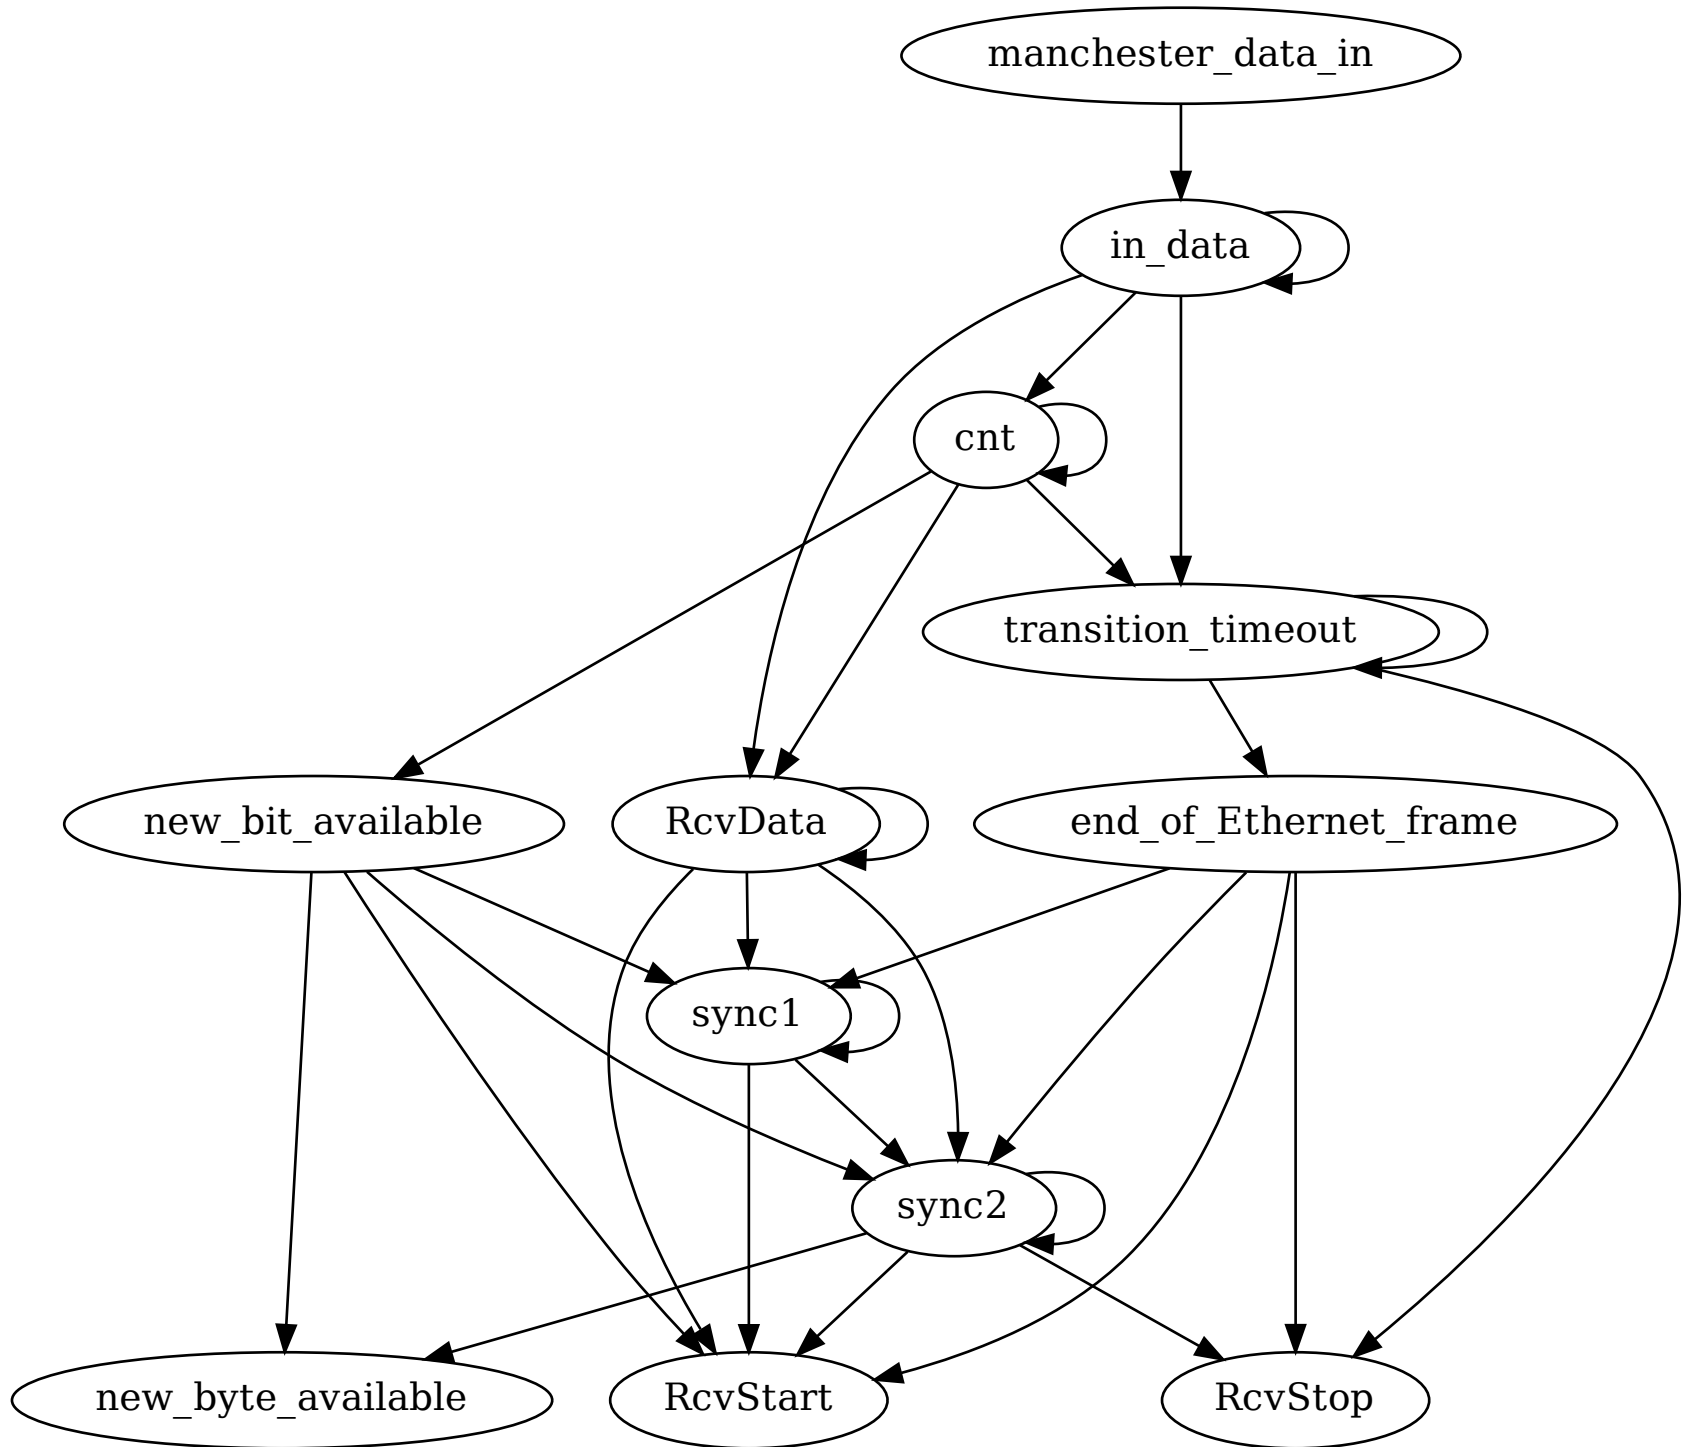 manchester_data_in
in_data
cnt
transition_timeout
new_bit_available
RcvData
end_of_Ethernet_frame
sync1
sync2
new_byte_available
RcvStart
RcvStop